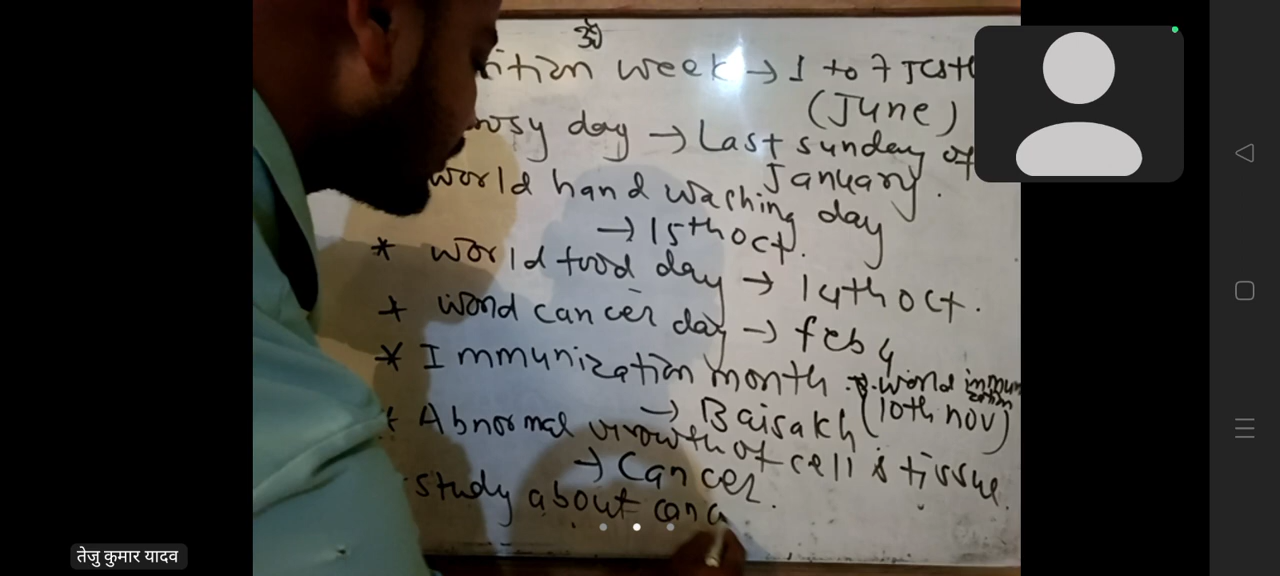 ॐ
ition week → 1 to 7
(June)
osy day → Last sunday of
January.
world hand washing day
→ 15th oct.
* world food day → 14th oct.
* world cancer day → feb 4
* Immunization month world immun
zation
→ Baisakh (10th nov)
* Abnormal growth of cell & tissue
→ Cancer.
study about canc
तेजु कुमार यादव